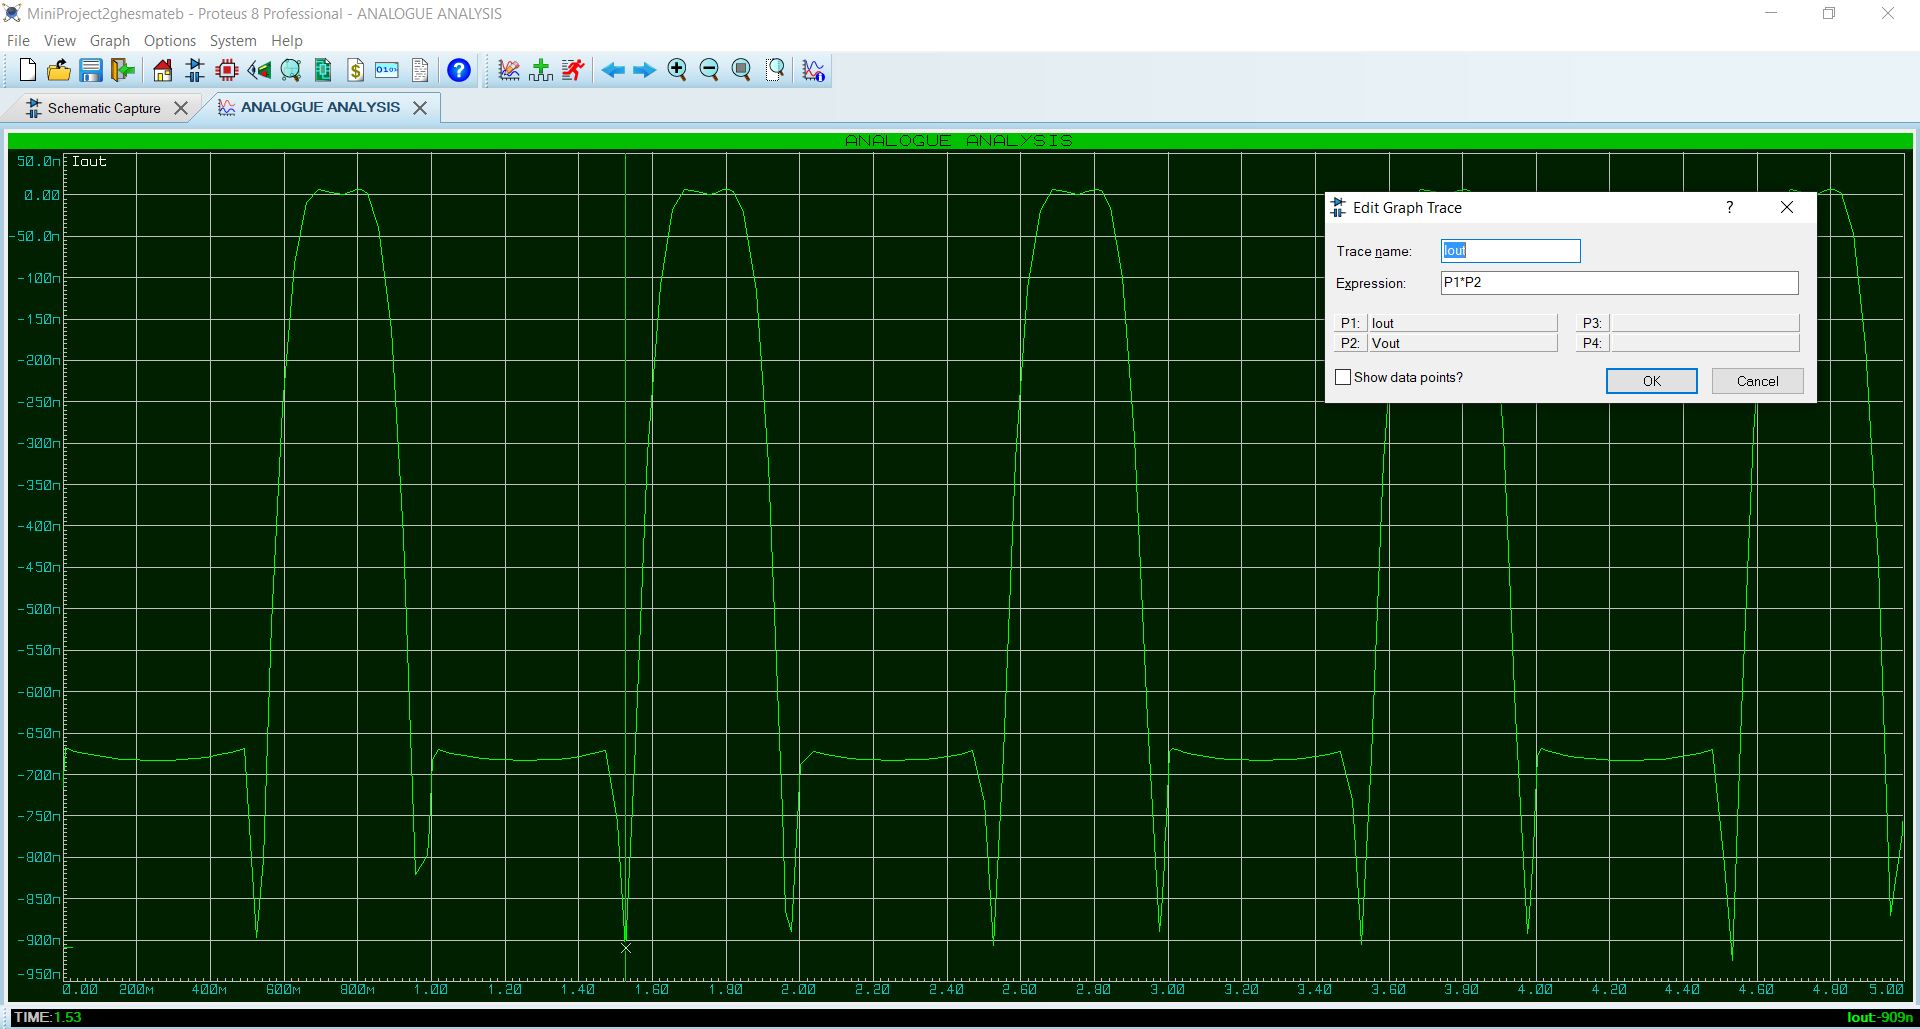 MiniProject2ghesmateb - Proteus 8 Professional - ANALOGUE ANALYSIS
File View Graph Options System Help
Schematic Capture
ANALOGUE ANALYSIS
ANALOGUE ANALYSIS
Iout
50.0n
0.00
-50.0n
-100n
-150n
-200n
-250n
-300n
-350n
-400n
-450n
-500n
-550n
-600n
-650n
-700n
-750n
-800n
-850n
-900n
-950n
0.00 200m 400m 600m 800m 1.00 1.20 1.40 1.60 1.80 2.00 2.20 2.40 2.60 2.80 3.00 3.20 3.40 3.60 3.80 4.00 4.20 4.40 4.60 4.80 5.00
Edit Graph Trace ?
Trace name: Iout
Expression: P1*P2
P1: Iout P3:
P2: Vout P4:
Show data points? OK Cancel
TIME:1.53 Iout:-909n